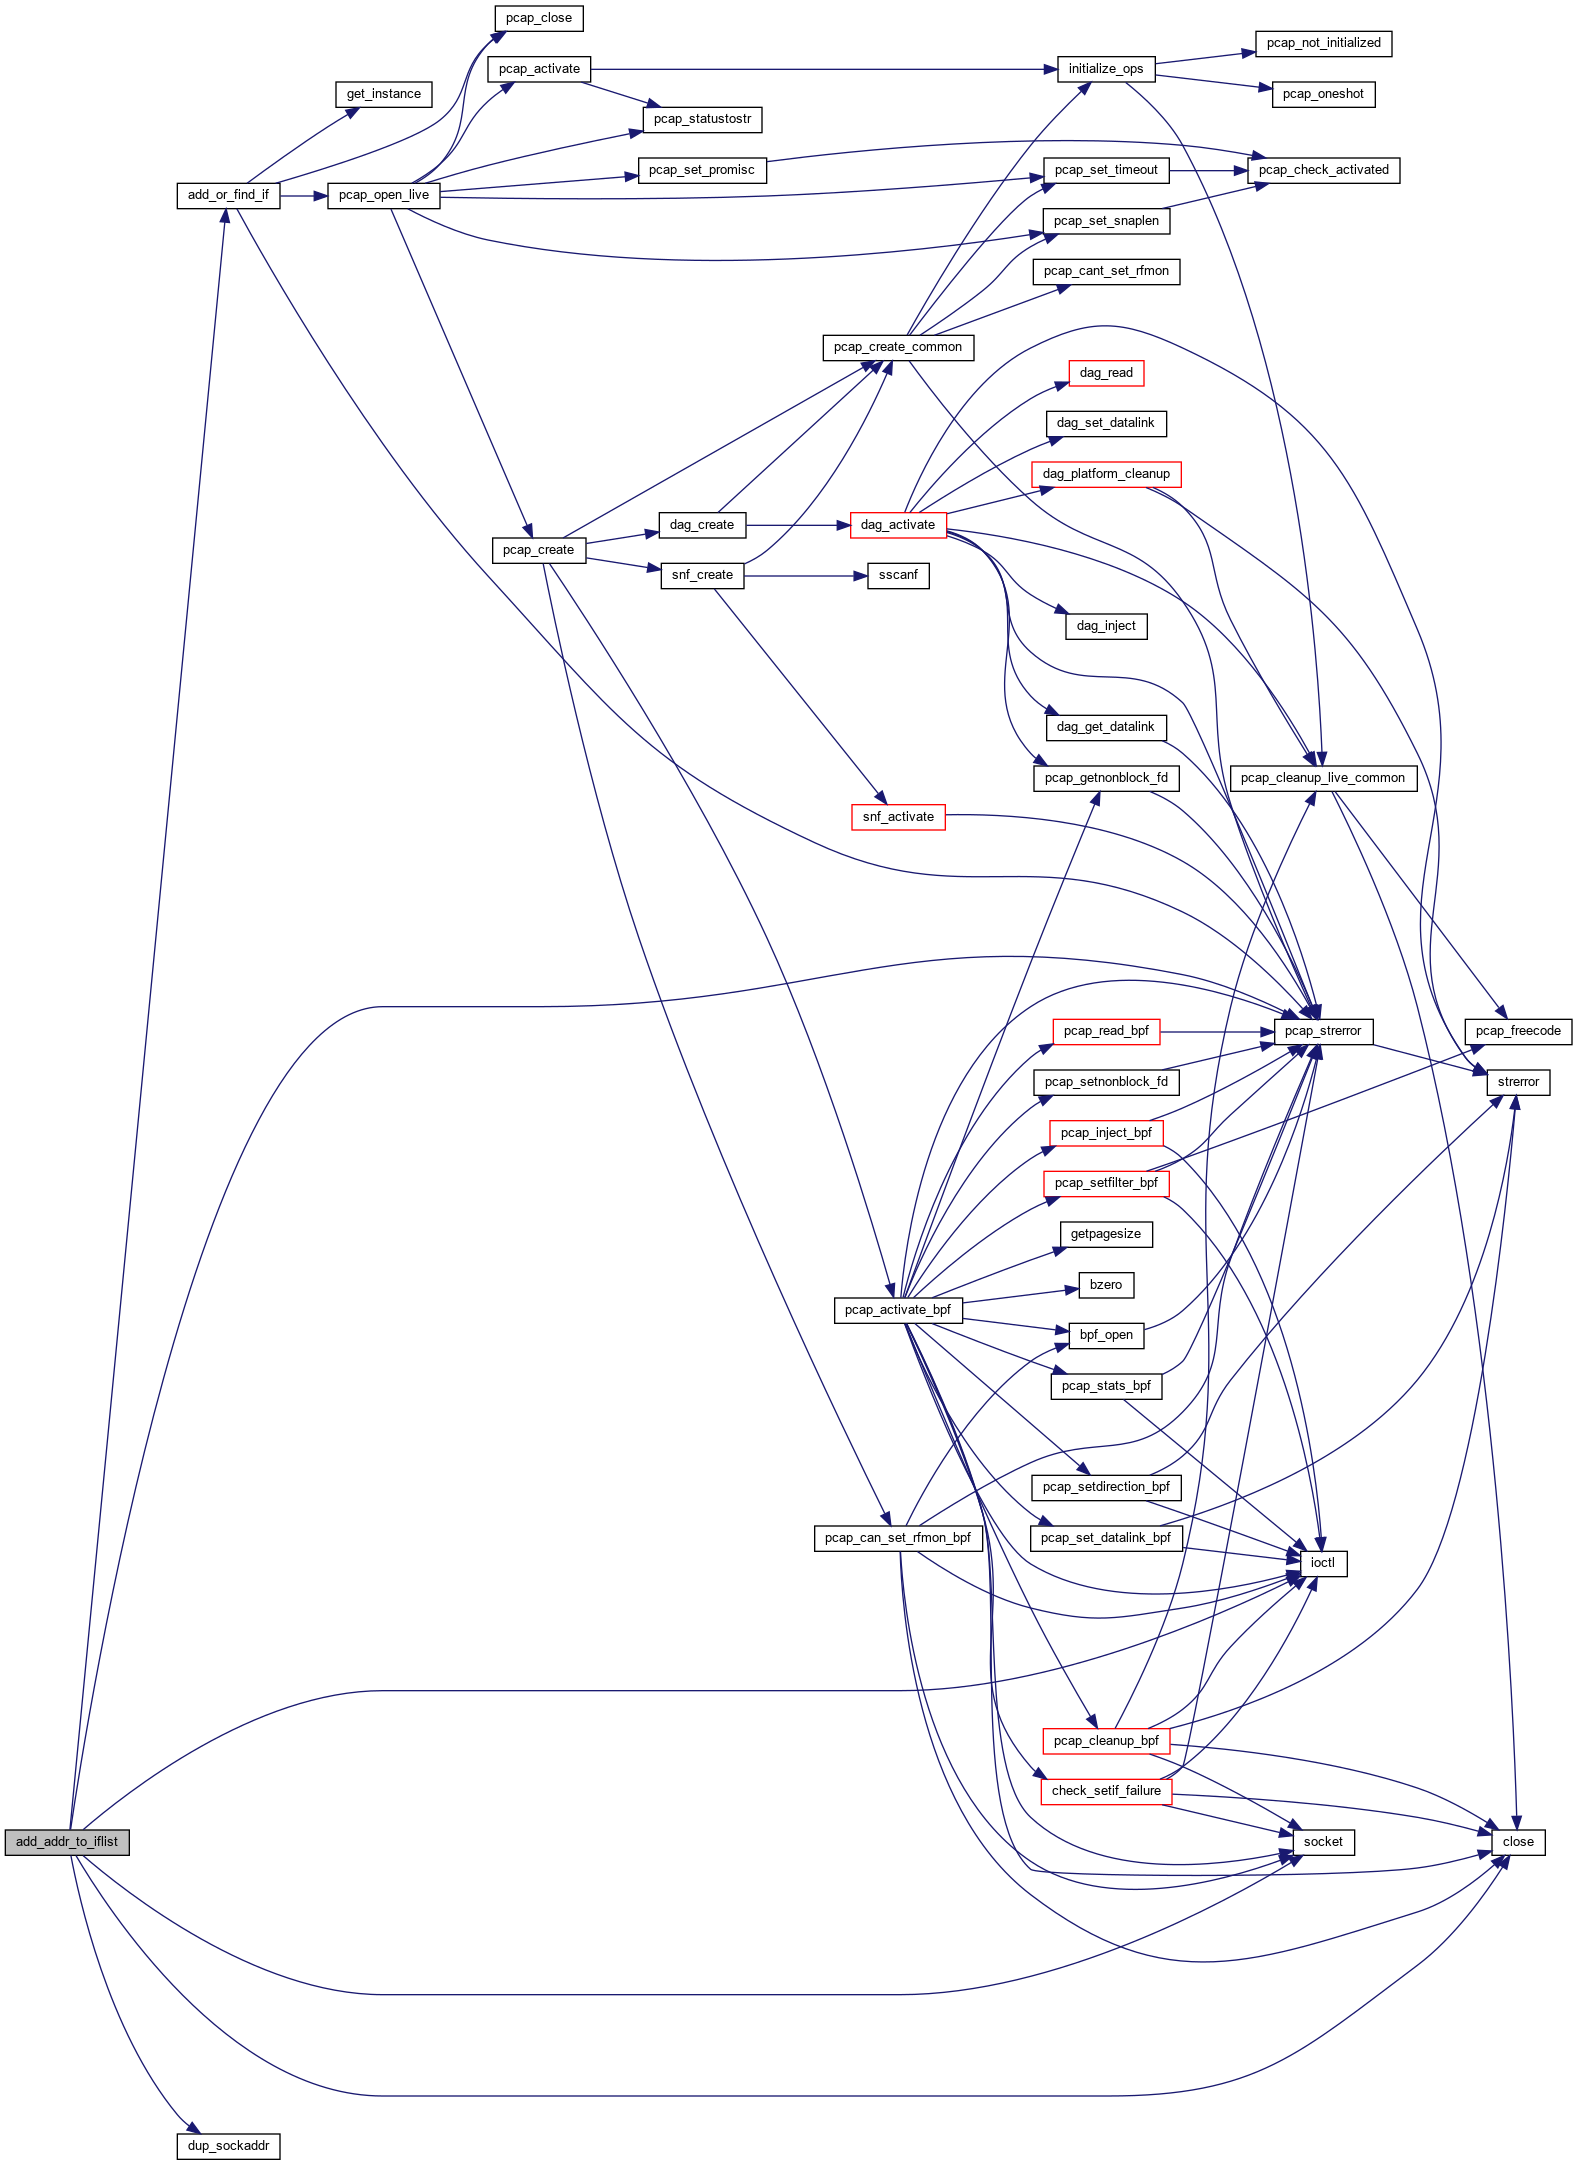 pcap_close
pcap_not_initialized
pcap_activate
initialize_ops
get_instance
pcap_oneshot
pcap_statustostr
pcap_set_promisc
pcap_set_timeout
pcap_check_activated
add_or_find_if
pcap_open_live
pcap_set_snaplen
pcap_cant_set_rfmon
pcap_create_common
dag_read
dag_set_datalink
dag_platform_cleanup
dag_create
dag_activate
pcap_create
snf_create
sscanf
dag_inject
dag_get_datalink
pcap_getnonblock_fd
pcap_cleanup_live_common
snf_activate
pcap_read_bpf
pcap_strerror
pcap_freecode
pcap_setnonblock_fd
strerror
pcap_inject_bpf
pcap_setfilter_bpf
getpagesize
bzero
pcap_activate_bpf
bpf_open
pcap_stats_bpf
pcap_setdirection_bpf
pcap_can_set_rfmon_bpf
pcap_set_datalink_bpf
ioctl
pcap_cleanup_bpf
check_setif_failure
add_addr_to_iflist
socket
close
dup_sockaddr